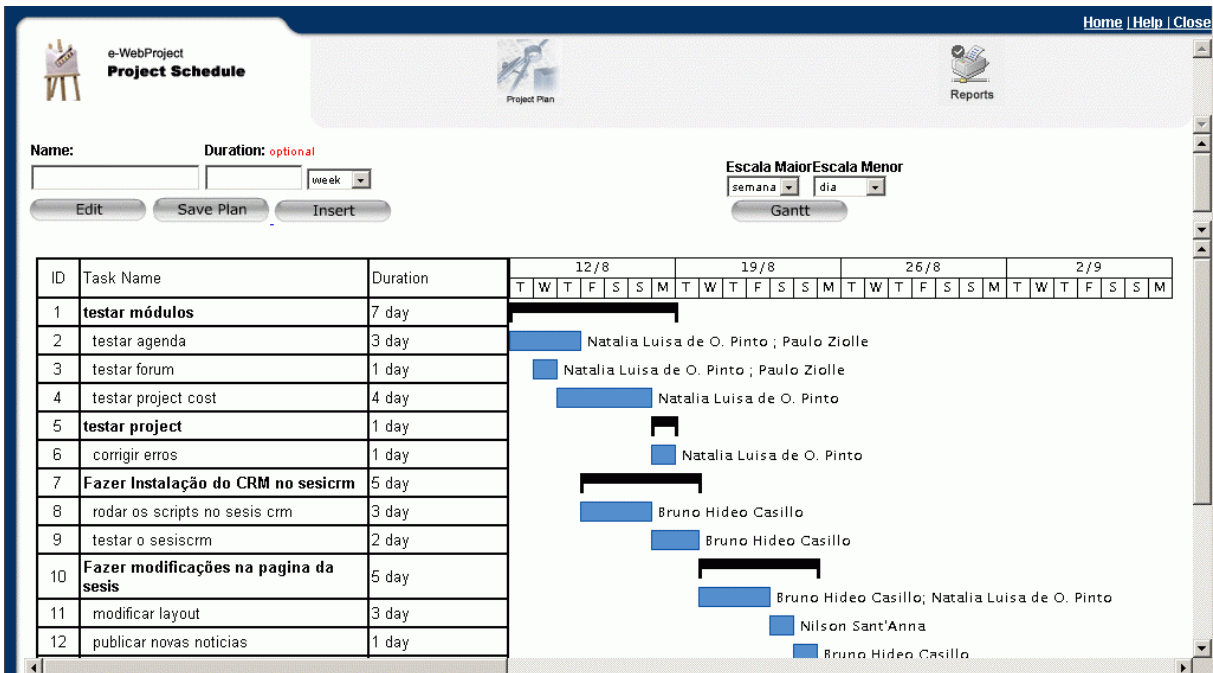 Home | Help | Close
e-WebProject
Project Schedule
Project Plan
Reports
Name: Duration: optional
week
Escala Maior Escala Menor
semana dia
Edit Save Plan Insert Gantt
ID Task Name Duration 12/8 19/8 26/8 2/9
T W T F S S M T W T F S S M T W T F S S M T W T F S S M
1 testar módulos 7 day
2 testar agenda 3 day Natalia Luisa de O. Pinto ; Paulo Ziolle
3 testar forum 1 day Natalia Luisa de O. Pinto ; Paulo Ziolle
4 testar project cost 4 day Natalia Luisa de O. Pinto
5 testar project 1 day
6 corrigir erros 1 day Natalia Luisa de O. Pinto
7 Fazer Instalação do CRM no sesicrm 5 day
8 rodar os scripts no sesis crm 3 day Bruno Hideo Casillo
9 testar o sesiscrm 2 day Bruno Hideo Casillo
10 Fazer modificações na pagina da
sesis 5 day
11 modificar layout 3 day Bruno Hideo Casillo; Natalia Luisa de O. Pinto
12 publicar novas noticias 1 day Nilson Sant'Anna
Bruno Hideo Casillo